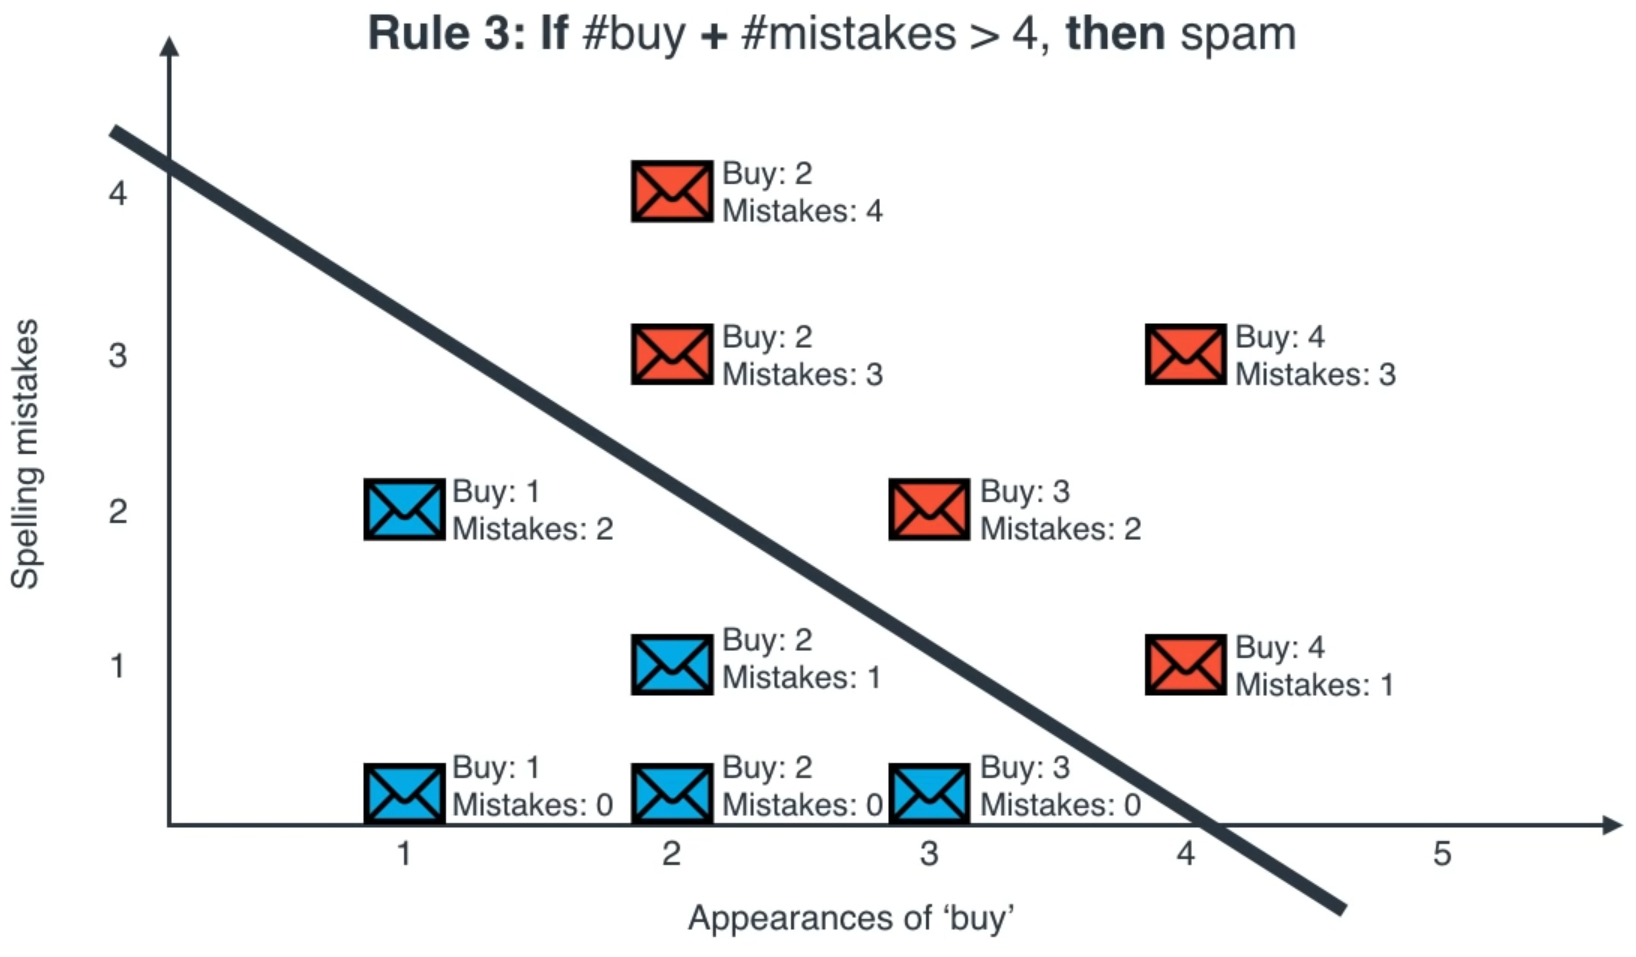 Rule 3: If #buy + #mistakes > 4, then spam
4
Buy: 2
Mistakes: 4
3
Buy: 2
Mistakes: 3
Buy: 4
Mistakes: 3
Spelling mistakes
2
Buy: 1
Mistakes: 2
Buy: 3
Mistakes: 2
1
Buy: 2
Mistakes: 1
Buy: 4
Mistakes: 1
Buy: 1
Mistakes: 0
Buy: 2
Mistakes: 0
Buy: 3
Mistakes: 0
1 2 3 4 5
Appearances of ‘buy’